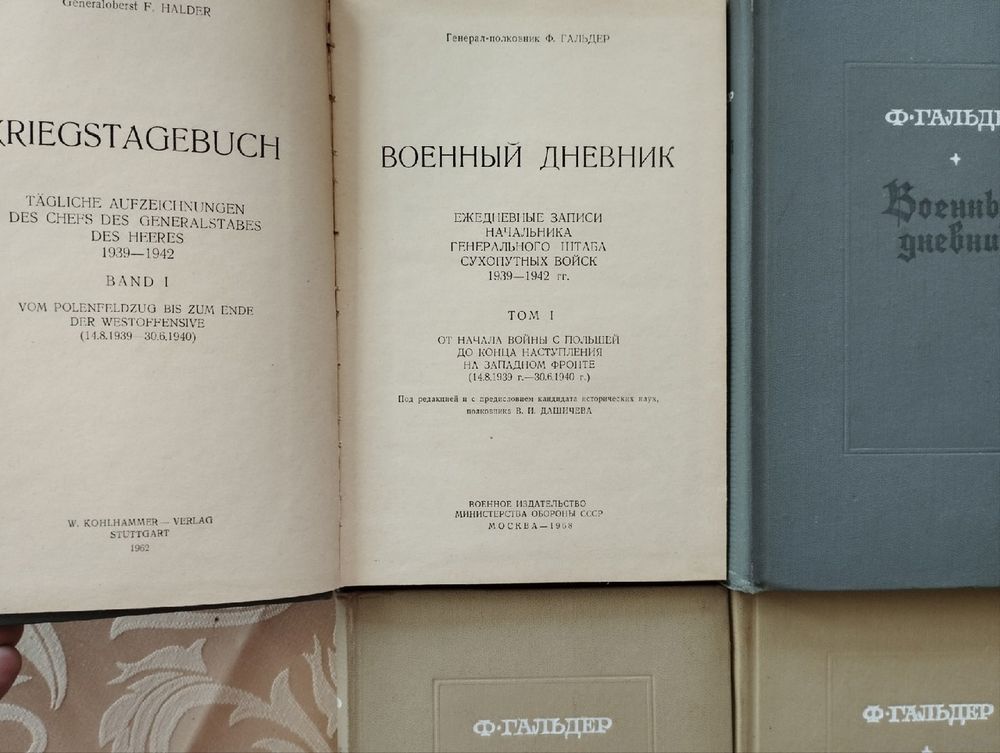 Generaloberst F. HALDER
KRIEGSTAGEBUCH
TÄGLICHE AUFZEICHNUNGEN
DES CHEFS DES GENERALSTABES
DES HEERES
1939—1942
BAND I
VOM POLENFELDZUG BIS ZUM ENDE
DER WESTOFFENSIVE
(14.8.1939—30.6.1940)
W. KOHLHAMMER — VERLAG
STUTTGART
1962
Генерал-полковник Ф. ГАЛЬДЕР
ВОЕННЫЙ ДНЕВНИК
ЕЖЕДНЕВНЫЕ ЗАПИСИ
НАЧАЛЬНИКА
ГЕНЕРАЛЬНОГО ШТАБА
СУХОПУТНЫХ ВОЙСК
1939—1942 гг.
ТОМ I
ОТ НАЧАЛА ВОЙНЫ С ПОЛЬШЕЙ
ДО КОНЦА НАСТУПЛЕНИЯ
НА ЗАПАДНОМ ФРОНТЕ
(14.8.1939 г.—30.6.1940 г.)
Под редакцией и с предисловием кандидата исторических наук,
полковника В. И. ДАШИЧЕВА
ВОЕННОЕ ИЗДАТЕЛЬСТВО
МИНИСТЕРСТВА ОБОРОНЫ СССР
МОСКВА—1968
Ф·ГАЛЬДЕ
Военны
дневни
Ф·ГАЛЬДЕР
Ф·ГАЛЬДЕР